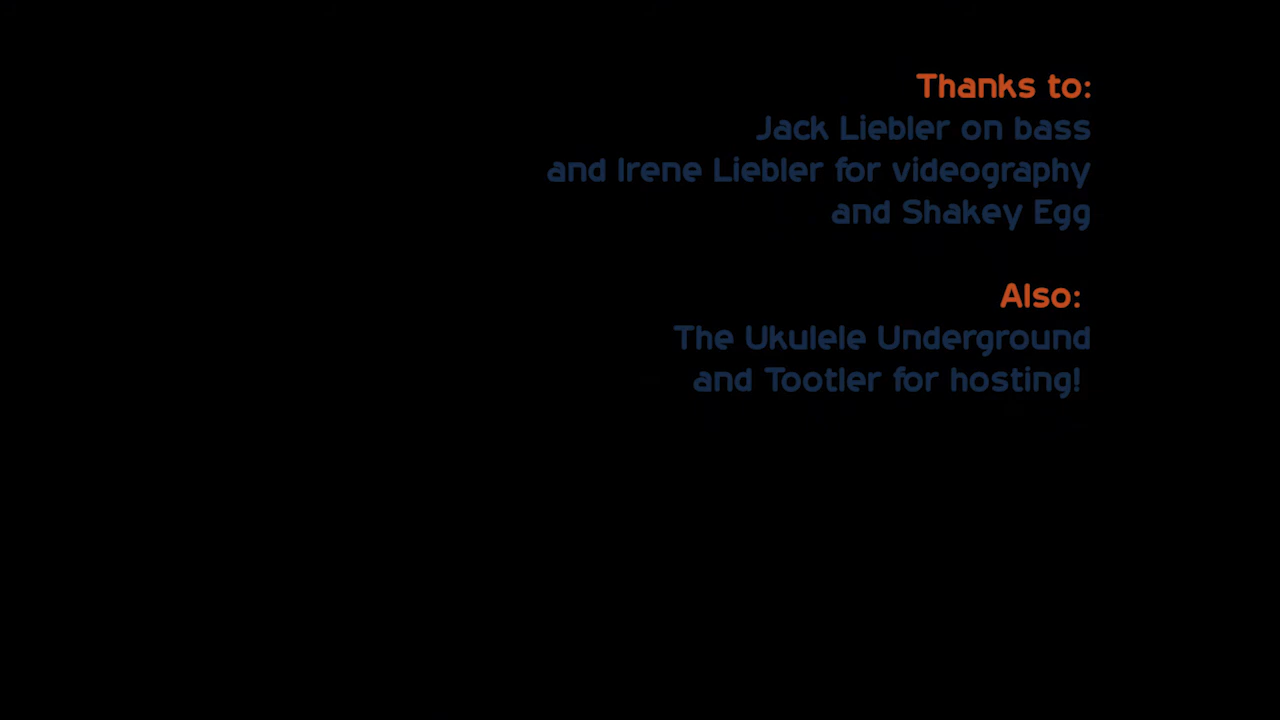 Thanks to:
Jack Liebler on bass
and Irene Liebler for videography
and Shakey Egg
Also:
The Ukulele Underground
and Tootler for hosting!